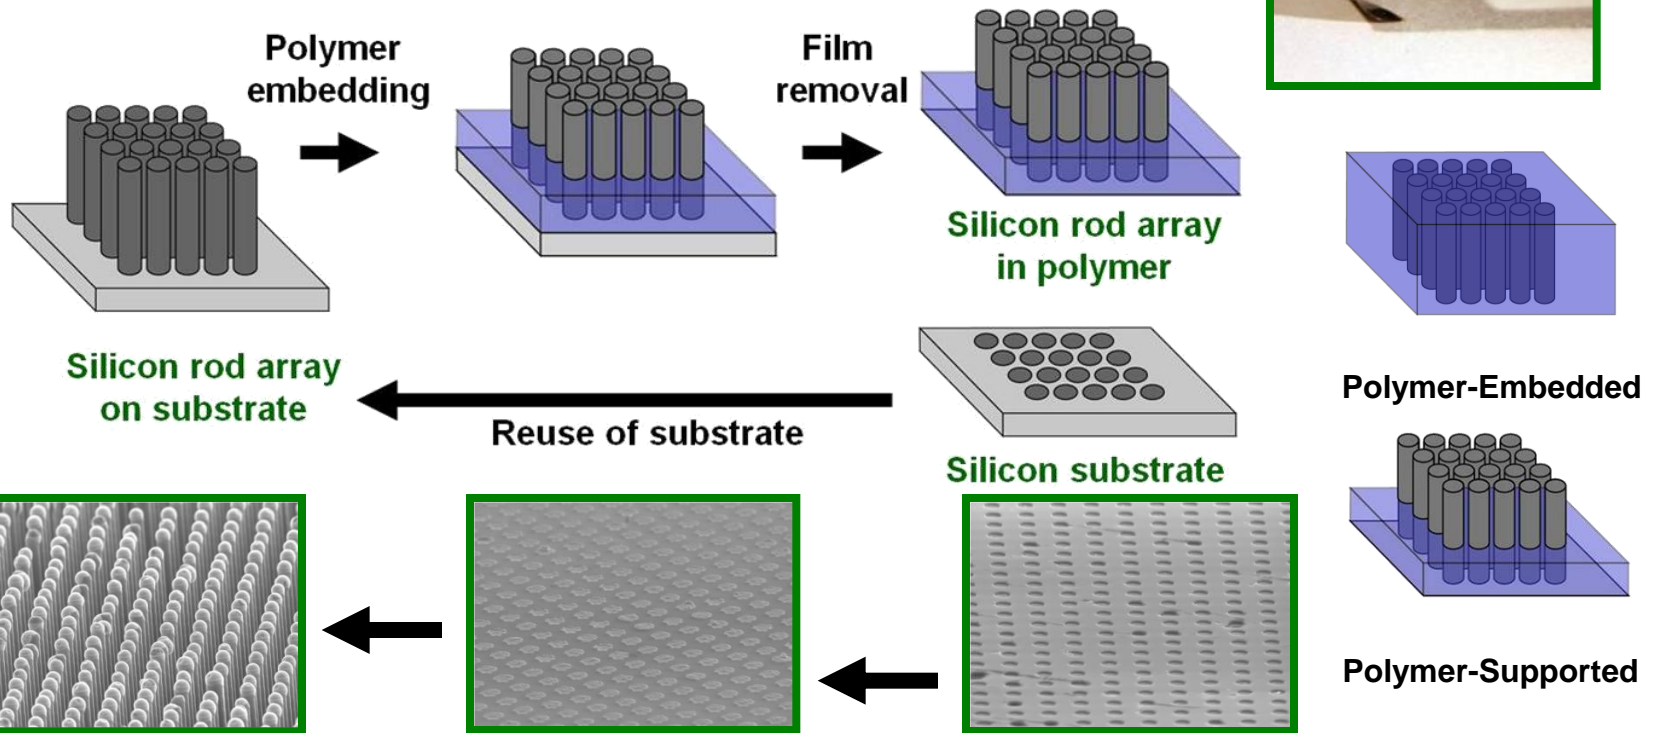 Polymer
embedding
Film
removal
Silicon rod array
in polymer
Silicon rod array
on substrate
Reuse of substrate
Silicon substrate
Polymer-Embedded
Polymer-Supported